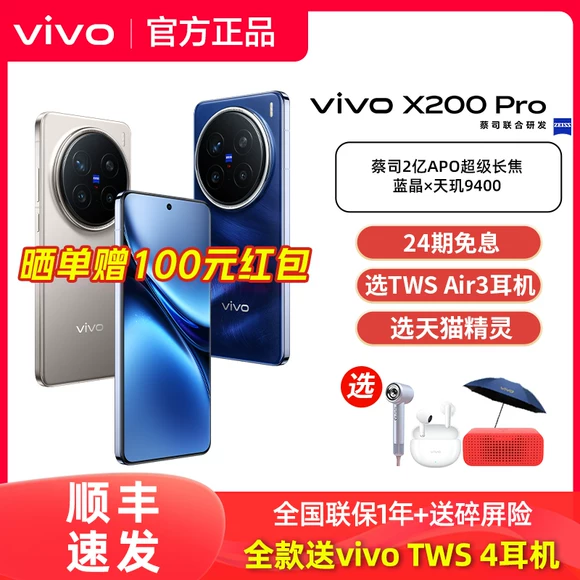 vivo 官方正品
vivo X200 Pro
蔡司联合研发
ZEISS
蔡司2亿APO超级长焦
蓝晶×天玑9400
24期免息
选TWS Air3耳机
选天猫精灵
晒单赠100元红包
vivo
vivo
选
vivo
顺丰
速发
全国联保1年+送碎屏险
全款送vivo TWS 4耳机